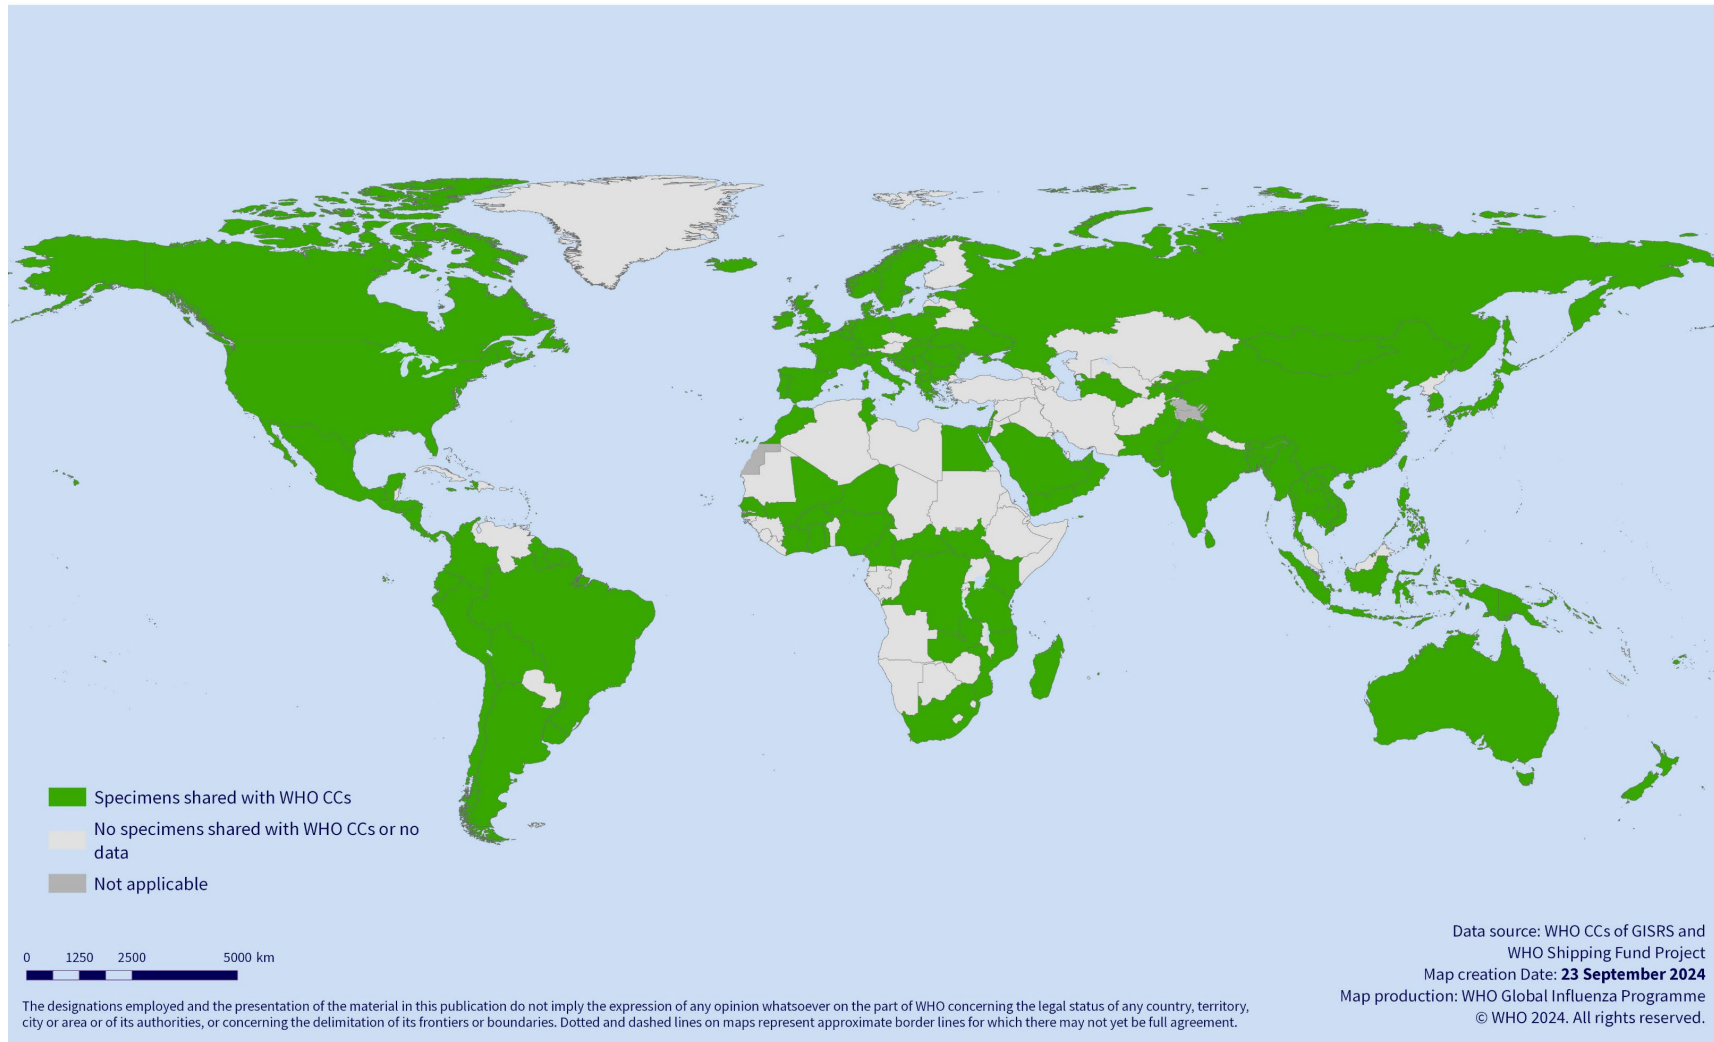 Specimens shared with WHO CCs
No specimens shared with WHO CCs or no
data
Not applicable
0 1250 2500 5000 km
Data source: WHO CCs of GISRS and
WHO Shipping Fund Project
Map creation Date: 23 September 2024
Map production: WHO Global Influenza Programme
© WHO 2024. All rights reserved.
The designations employed and the presentation of the material in this publication do not imply the expression of any opinion whatsoever on the part of WHO concerning the legal status of any country, territory,
city or area or of its authorities, or concerning the delimitation of its frontiers or boundaries. Dotted and dashed lines on maps represent approximate border lines for which there may not yet be full agreement.